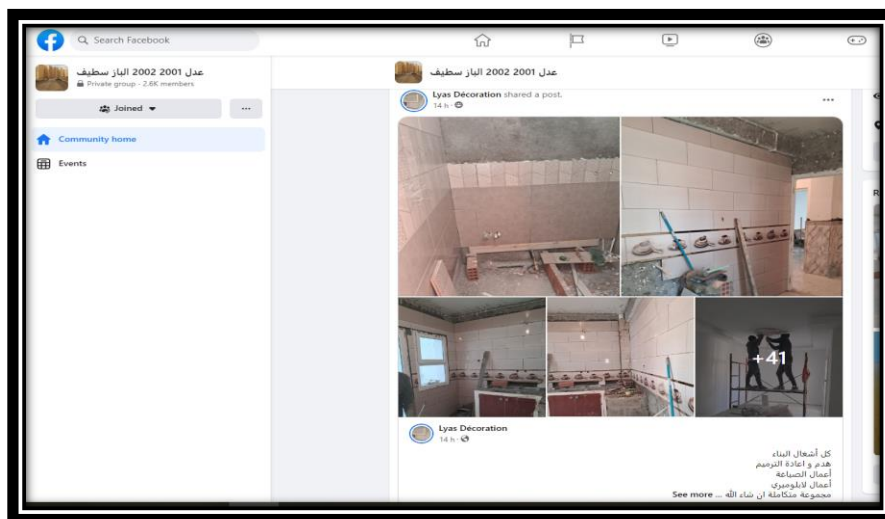 Search Facebook
عدل 2001 2002 الباز سطيف
Private group · 2.6K members
Joined
Community home
Events
عدل 2001 2002 الباز سطيف
Lyas Décoration shared a post.
14 h
+41
Lyas Décoration
14 h
كل أشغال البناء
هدم و اعادة الترميم
أعمال الصباغة
أعمال لابلوميري
مجموعة متكاملة ان شاء الله ... See more